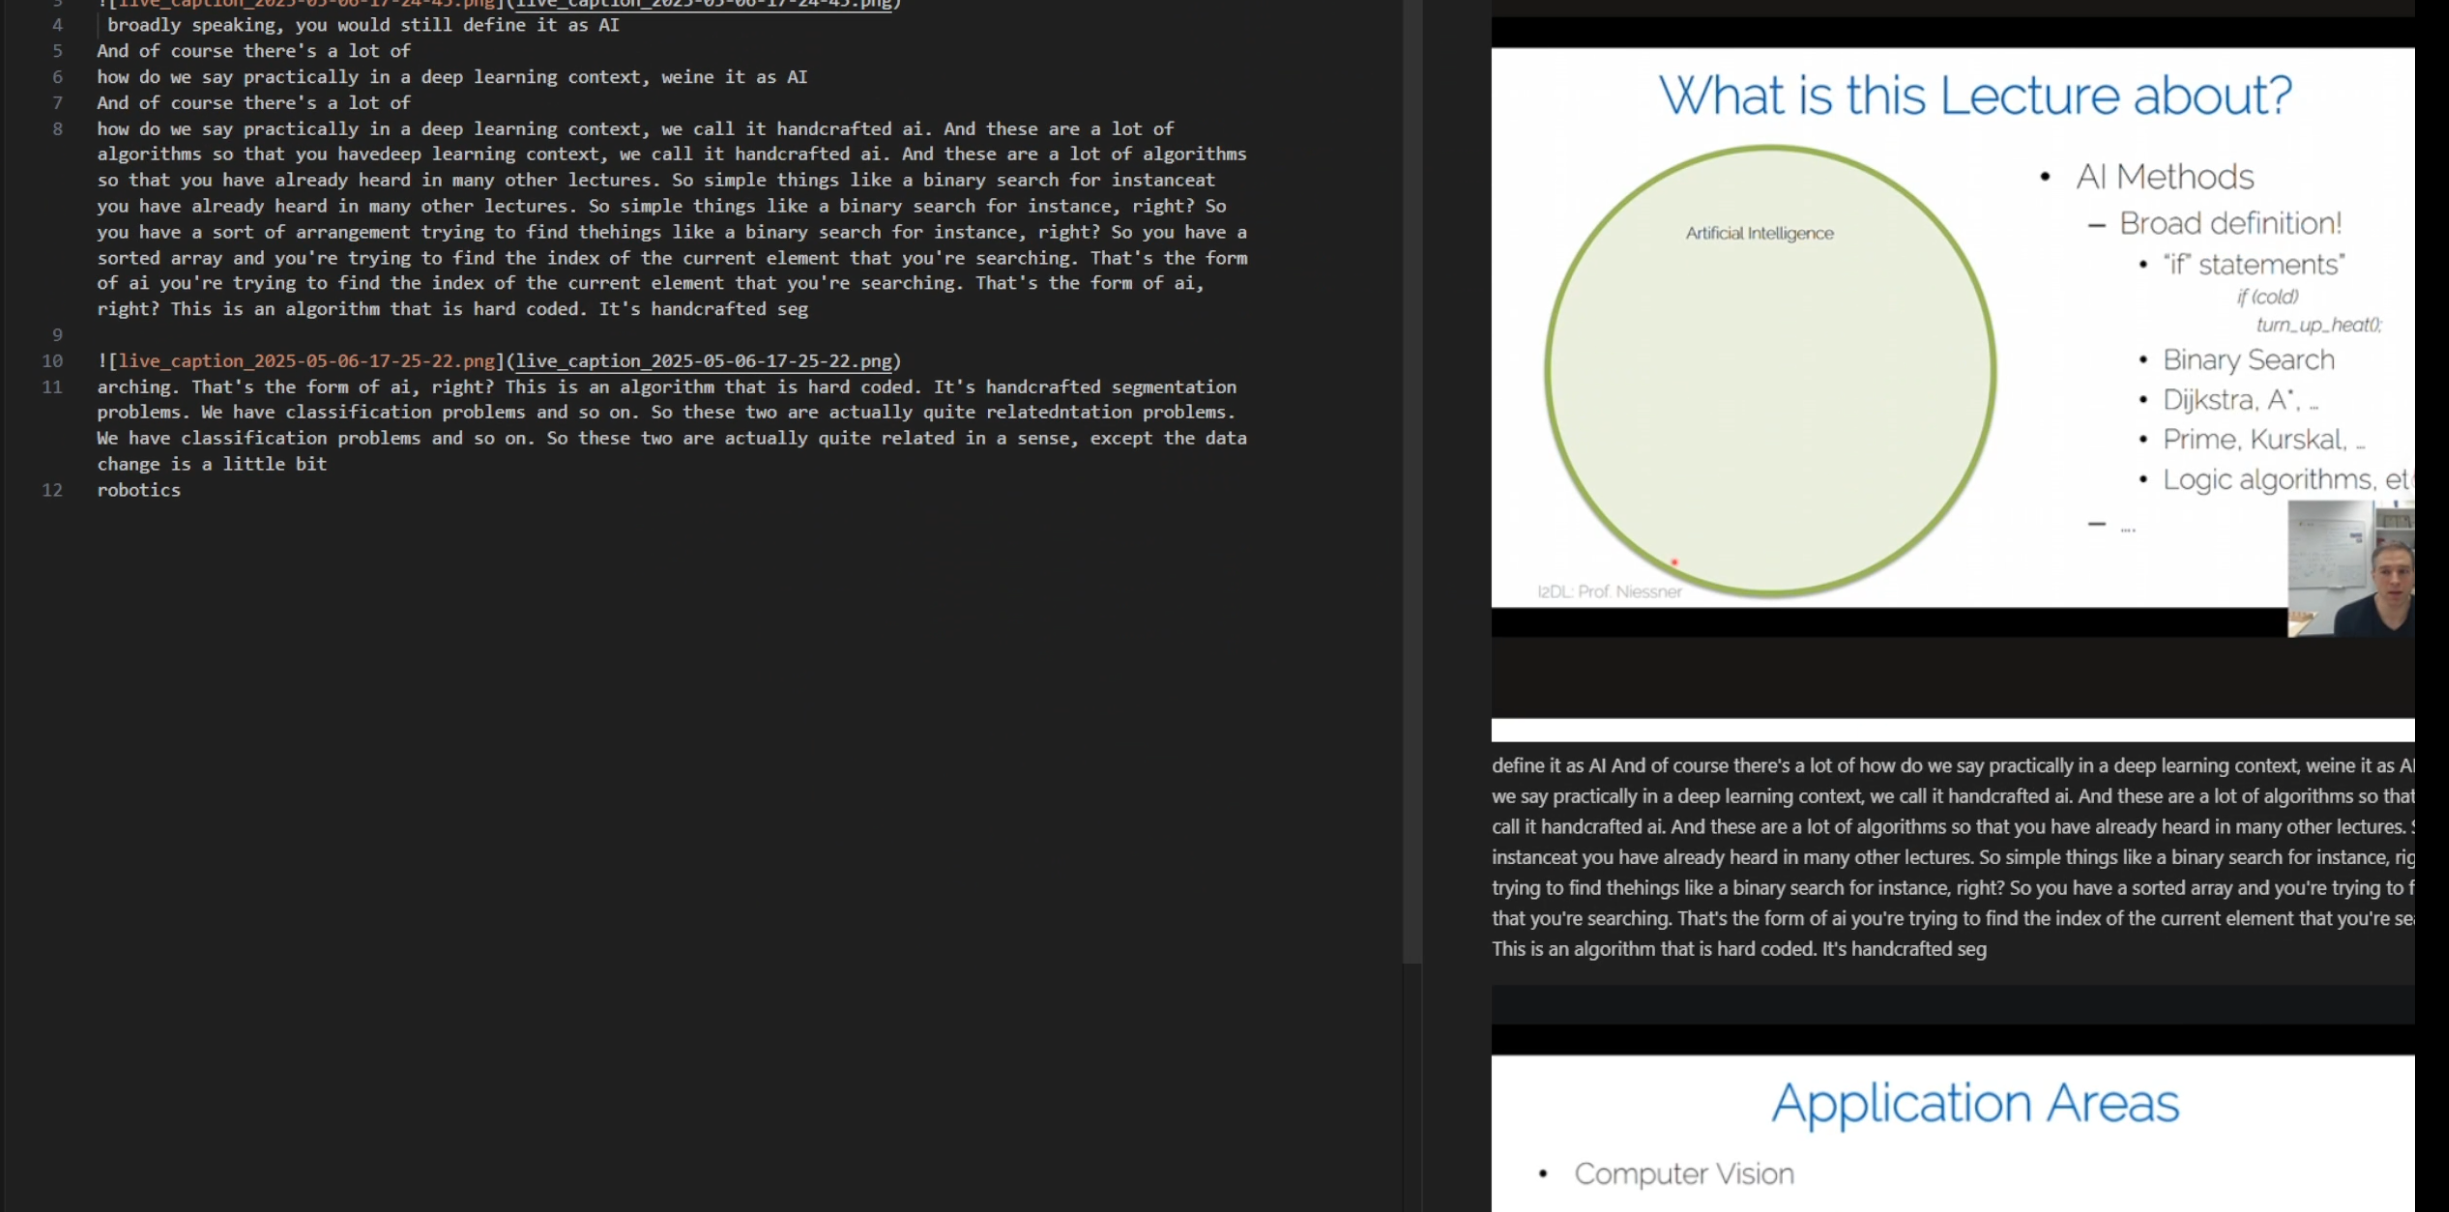 3 ![live_caption_2025-05-06-17-24-45.png](live_caption_2025-05-06-17-24-45.png)
4 broadly speaking, you would still define it as AI
5 And of course there's a lot of
6 how do we say practically in a deep learning context, weine it as AI
7 And of course there's a lot of
8 how do we say practically in a deep learning context, we call it handcrafted ai. And these are a lot of
algorithms so that you havedeep learning context, we call it handcrafted ai. And these are a lot of algorithms
so that you have already heard in many other lectures. So simple things like a binary search for instanceat
you have already heard in many other lectures. So simple things like a binary search for instance, right? So
you have a sort of arrangement trying to find thehings like a binary search for instance, right? So you have a
sorted array and you're trying to find the index of the current element that you're searching. That's the form
of ai you're trying to find the index of the current element that you're searching. That's the form of ai,
right? This is an algorithm that is hard coded. It's handcrafted seg
9
10 ![live_caption_2025-05-06-17-25-22.png](live_caption_2025-05-06-17-25-22.png)
11 arching. That's the form of ai, right? This is an algorithm that is hard coded. It's handcrafted segmentation
problems. We have classification problems and so on. So these two are actually quite relatedntation problems.
We have classification problems and so on. So these two are actually quite related in a sense, except the data
change is a little bit
12 robotics
What is this Lecture about?
Artificial Intelligence
• AI Methods
– Broad definition!
• "if" statements"
if (cold)
turn_up_heat();
• Binary Search
• Dijkstra, A*, ...
• Prime, Kurskal, ...
• Logic algorithms, et
– ....
I2DL: Prof. Niessner
define it as AI And of course there's a lot of how do we say practically in a deep learning context, weine it as AI
we say practically in a deep learning context, we call it handcrafted ai. And these are a lot of algorithms so that
call it handcrafted ai. And these are a lot of algorithms so that you have already heard in many other lectures.
instanceat you have already heard in many other lectures. So simple things like a binary search for instance, rig
trying to find thehings like a binary search for instance, right? So you have a sorted array and you're trying to f
that you're searching. That's the form of ai you're trying to find the index of the current element that you're se
This is an algorithm that is hard coded. It's handcrafted seg
Application Areas
• Computer Vision